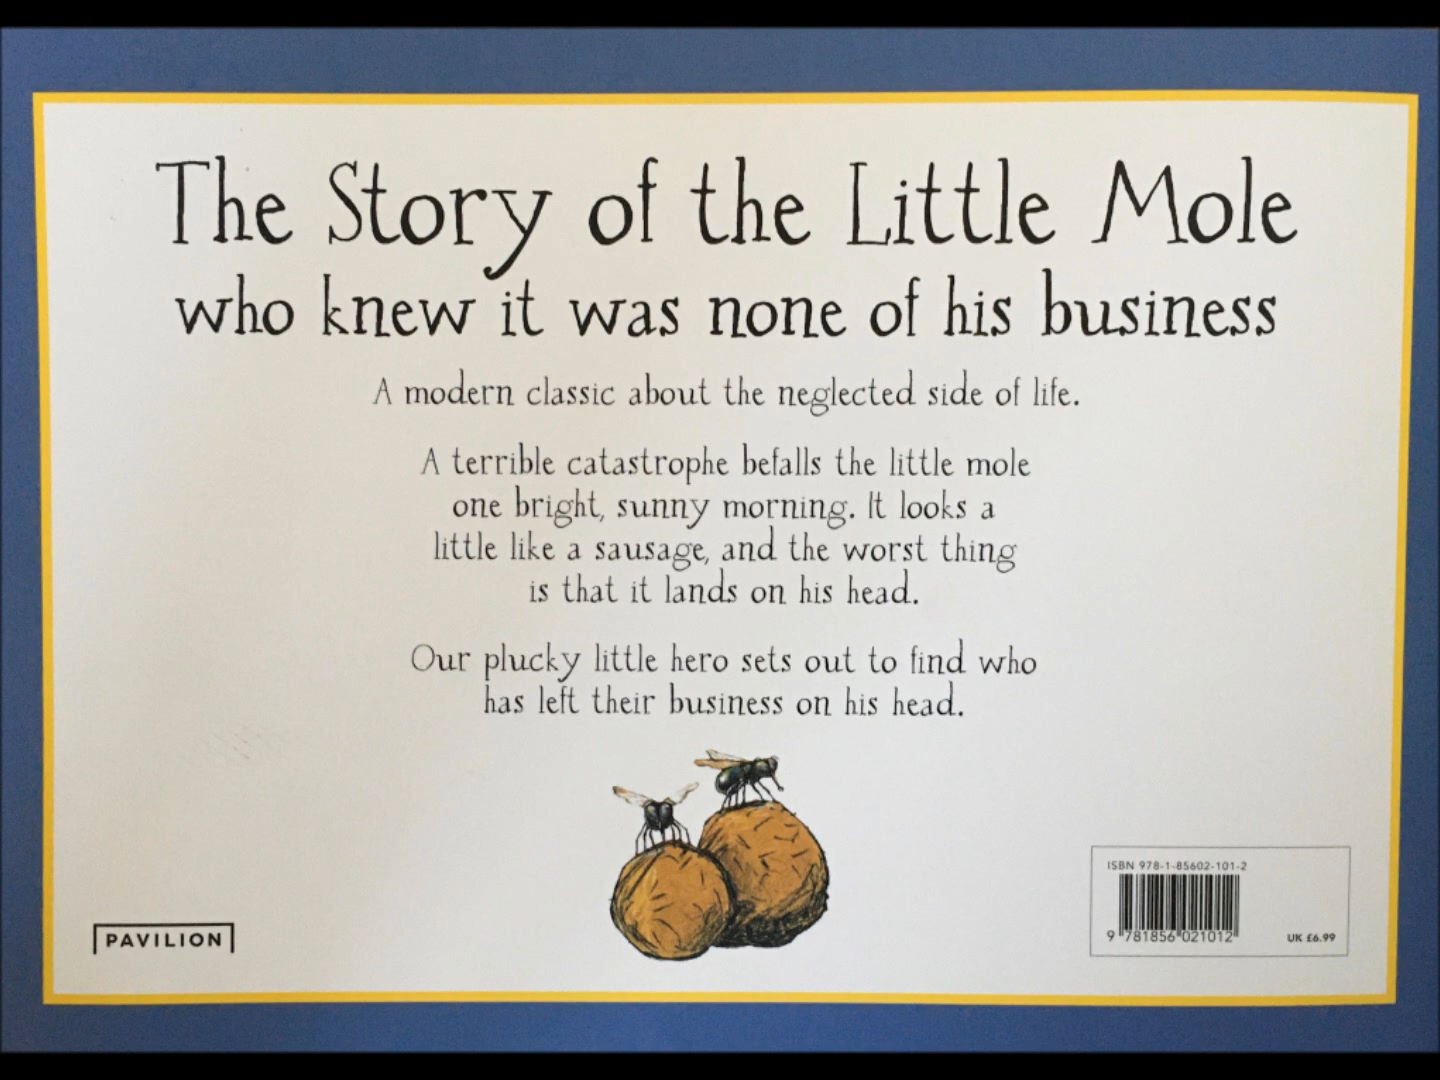 The Story of the Little Mole
who knew it was none of his business
A modern classic about the neglected side of life.
A terrible catastrophe befalls the little mole
one bright, sunny morning. It looks a
little like a sausage, and the worst thing
is that it lands on his head.
Our plucky little hero sets out to find who
has left their business on his head.
PAVILION
ISBN 978-1-85602-101-2
9 781856 021012
UK £6.99